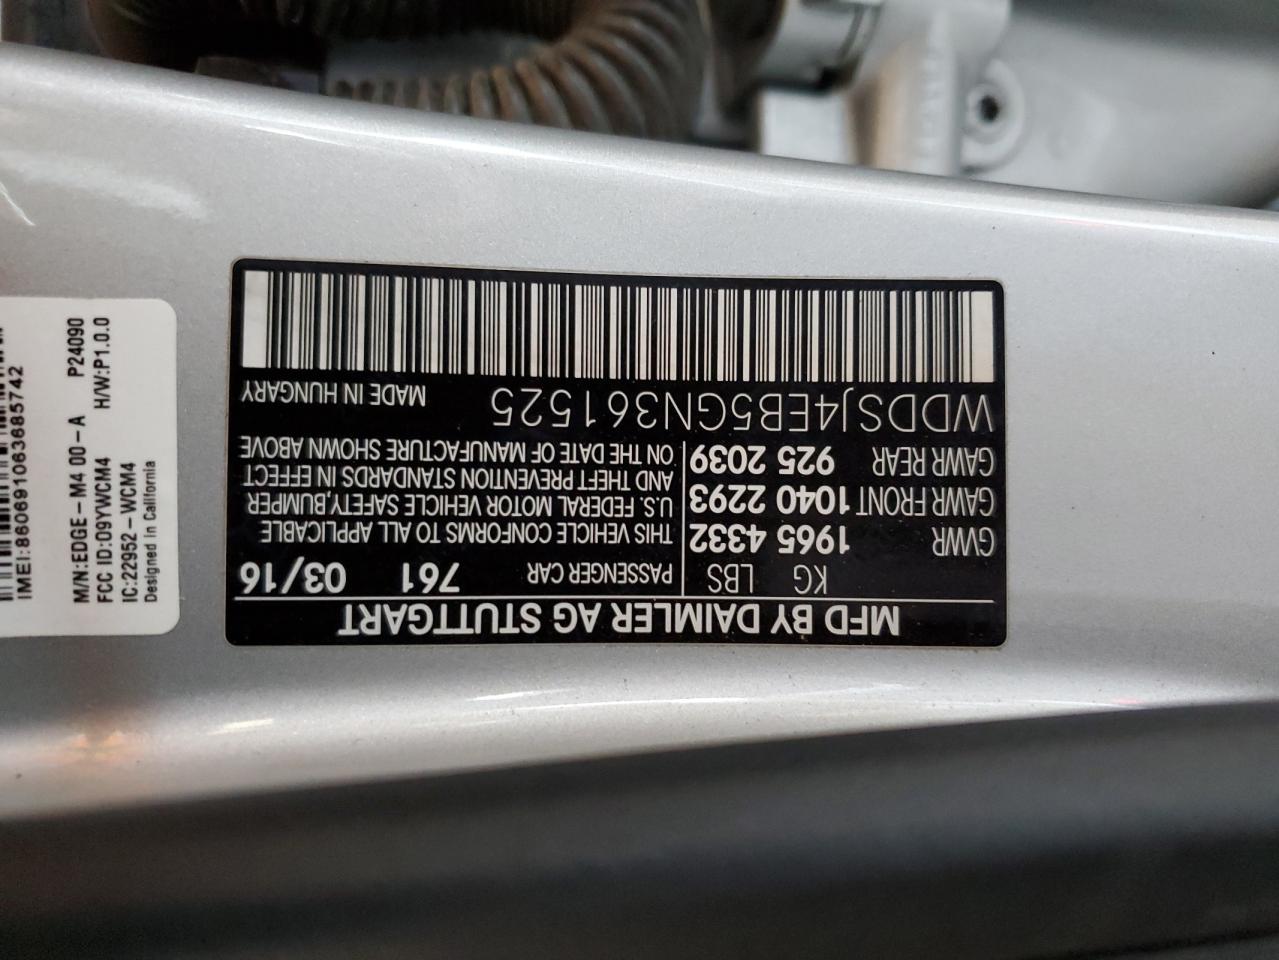 MFD BY DAIMLER AG STUTTGART
KG LBS PASSENGER CAR 761 03/16
GVWR 1965 4332 THIS VEHICLE CONFORMS TO ALL APPLICABLE
GAWR FRONT 1040 2293 U.S. FEDERAL MOTOR VEHICLE SAFETY, BUMPER,
AND THEFT PREVENTION STANDARDS IN EFFECT
GAWR REAR 925 2039 ON THE DATE OF MANUFACTURE SHOWN ABOVE
WDDSJ4EB5GN361525 MADE IN HUNGARY
IMEI:860691063685742
M/N:EDGE-M4 00-A P24090
FCC ID:O9YWCM4 H/W:P1.0.0
IC:22952-WCM4
Designed in California